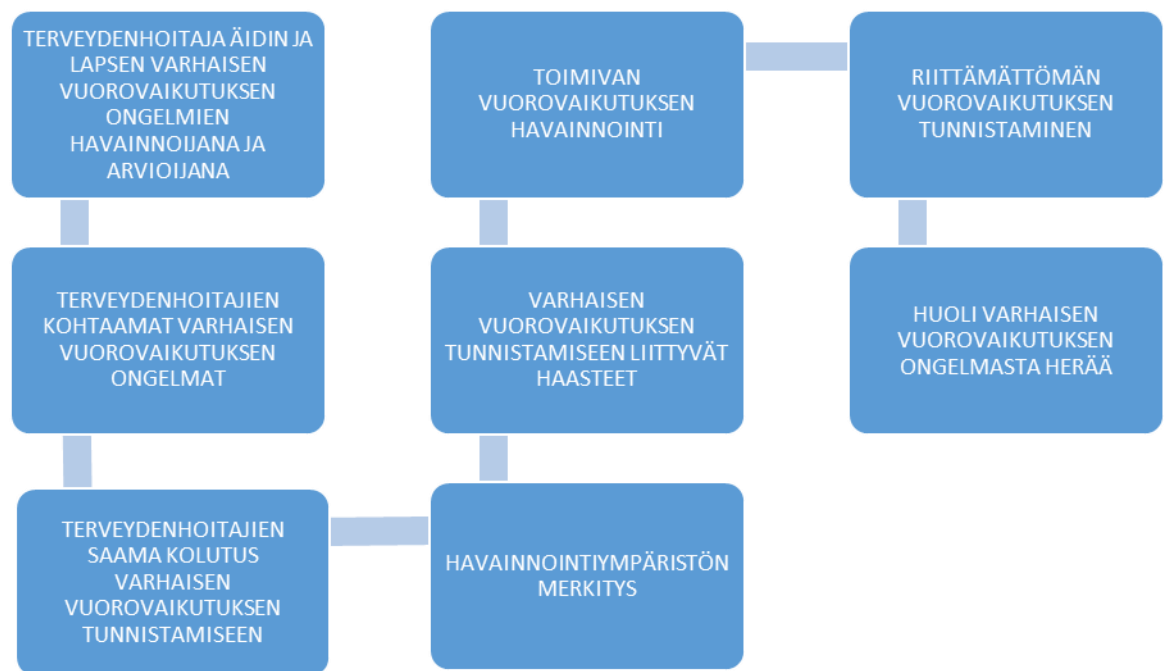 TERVEYDENHOITAJA ÄIDIN JA
LAPSEN VARHAISEN
VUOROVAIKUTUKSEN
ONGELMIEN
HAVAINNOIJANA JA
ARVIOIJANA
TERVEYDENHOITAJIEN
KOHTAAMAT VARHAISEN
VUOROVAIKUTUKSEN
ONGELMAT
TERVEYDENHOITAJIEN
SAAMA KOLUTUS
VARHAISEN
VUOROVAIKUTUKSEN
TUNNISTAMISEEN
HAVAINNOINTIYMPÄRISTÖN
MERKITYS
VARHAISEN
VUOROVAIKUTUKSEN
TUNNISTAMISEEN LIITTYVÄT
HAASTEET
TOIMIVAN
VUOROVAIKUTUKSEN
HAVAINNOINTI
RIITTÄMÄTTÖMÄN
VUOROVAIKUTUKSEN
TUNNISTAMINEN
HUOLI VARHAISEN
VUOROVAIKUTUKSEN
ONGELMASTA HERÄÄ